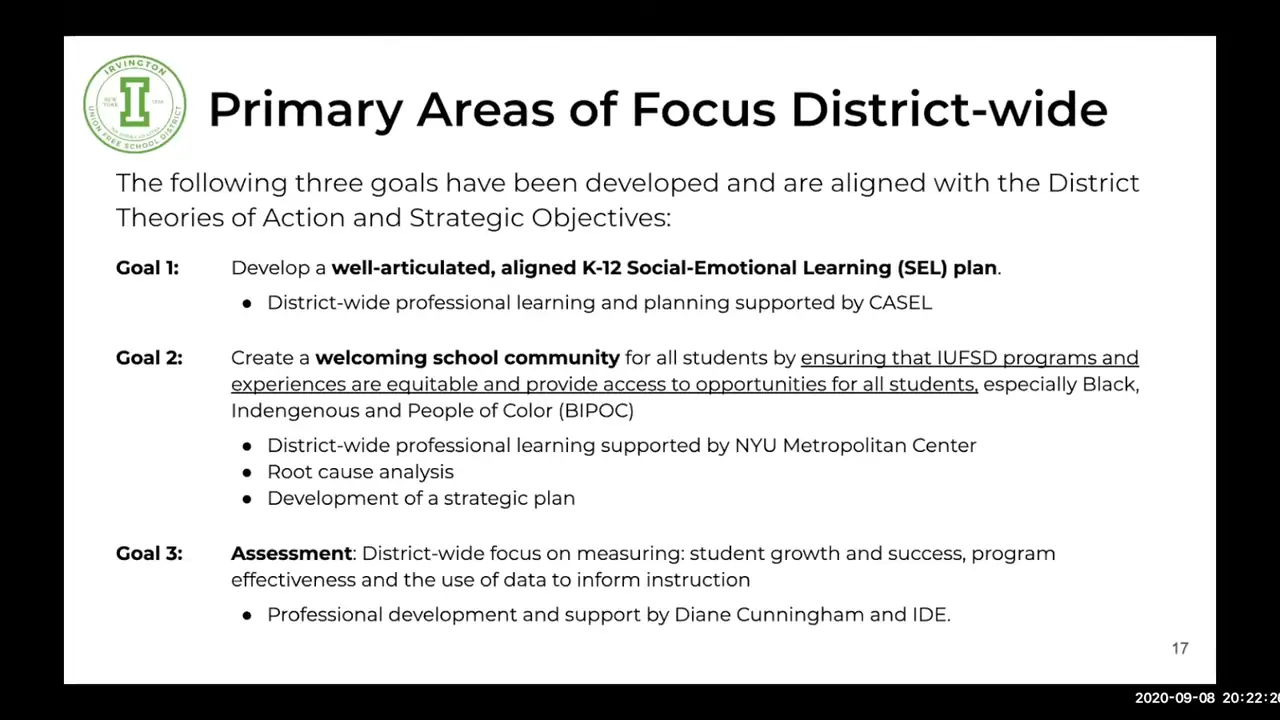 IRVINGTON
UNION FREE SCHOOL DISTRICT
I
Primary Areas of Focus District-wide
The following three goals have been developed and are aligned with the District
Theories of Action and Strategic Objectives:
Goal 1: Develop a well-articulated, aligned K-12 Social-Emotional Learning (SEL) plan.
● District-wide professional learning and planning supported by CASEL
Goal 2: Create a welcoming school community for all students by ensuring that IUFSD programs and
experiences are equitable and provide access to opportunities for all students, especially Black,
Indengenous and People of Color (BIPOC)
● District-wide professional learning supported by NYU Metropolitan Center
● Root cause analysis
● Development of a strategic plan
Goal 3: Assessment: District-wide focus on measuring: student growth and success, program
effectiveness and the use of data to inform instruction
● Professional development and support by Diane Cunningham and IDE.
17
2020-09-08 20:22:2